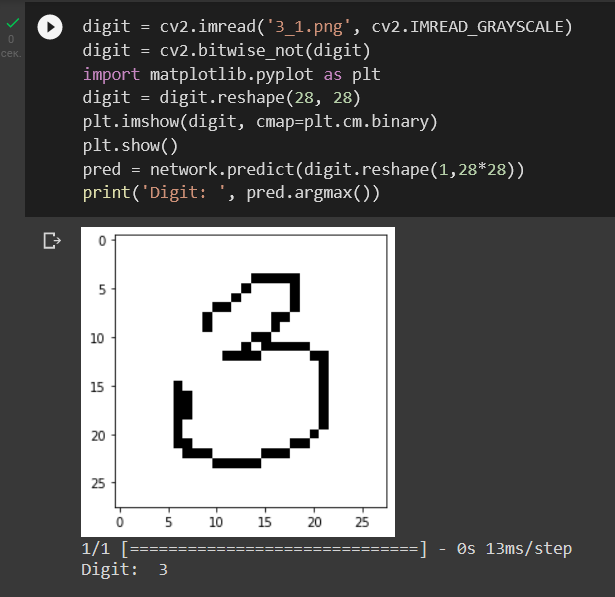 digit = cv2.imread('3_1.png', cv2.IMREAD_GRAYSCALE)
0
digit = cv2.bitwise_not(digit)
сек.
import matplotlib.pyplot as plt
digit = digit.reshape(28, 28)
plt.imshow(digit, cmap=plt.cm.binary)
plt.show()
pred = network.predict(digit.reshape(1,28*28))
print('Digit: ', pred.argmax())
0
5
10
15
20
25
0 5 10 15 20 25
1/1 [==============================] - 0s 13ms/step
Digit:  3